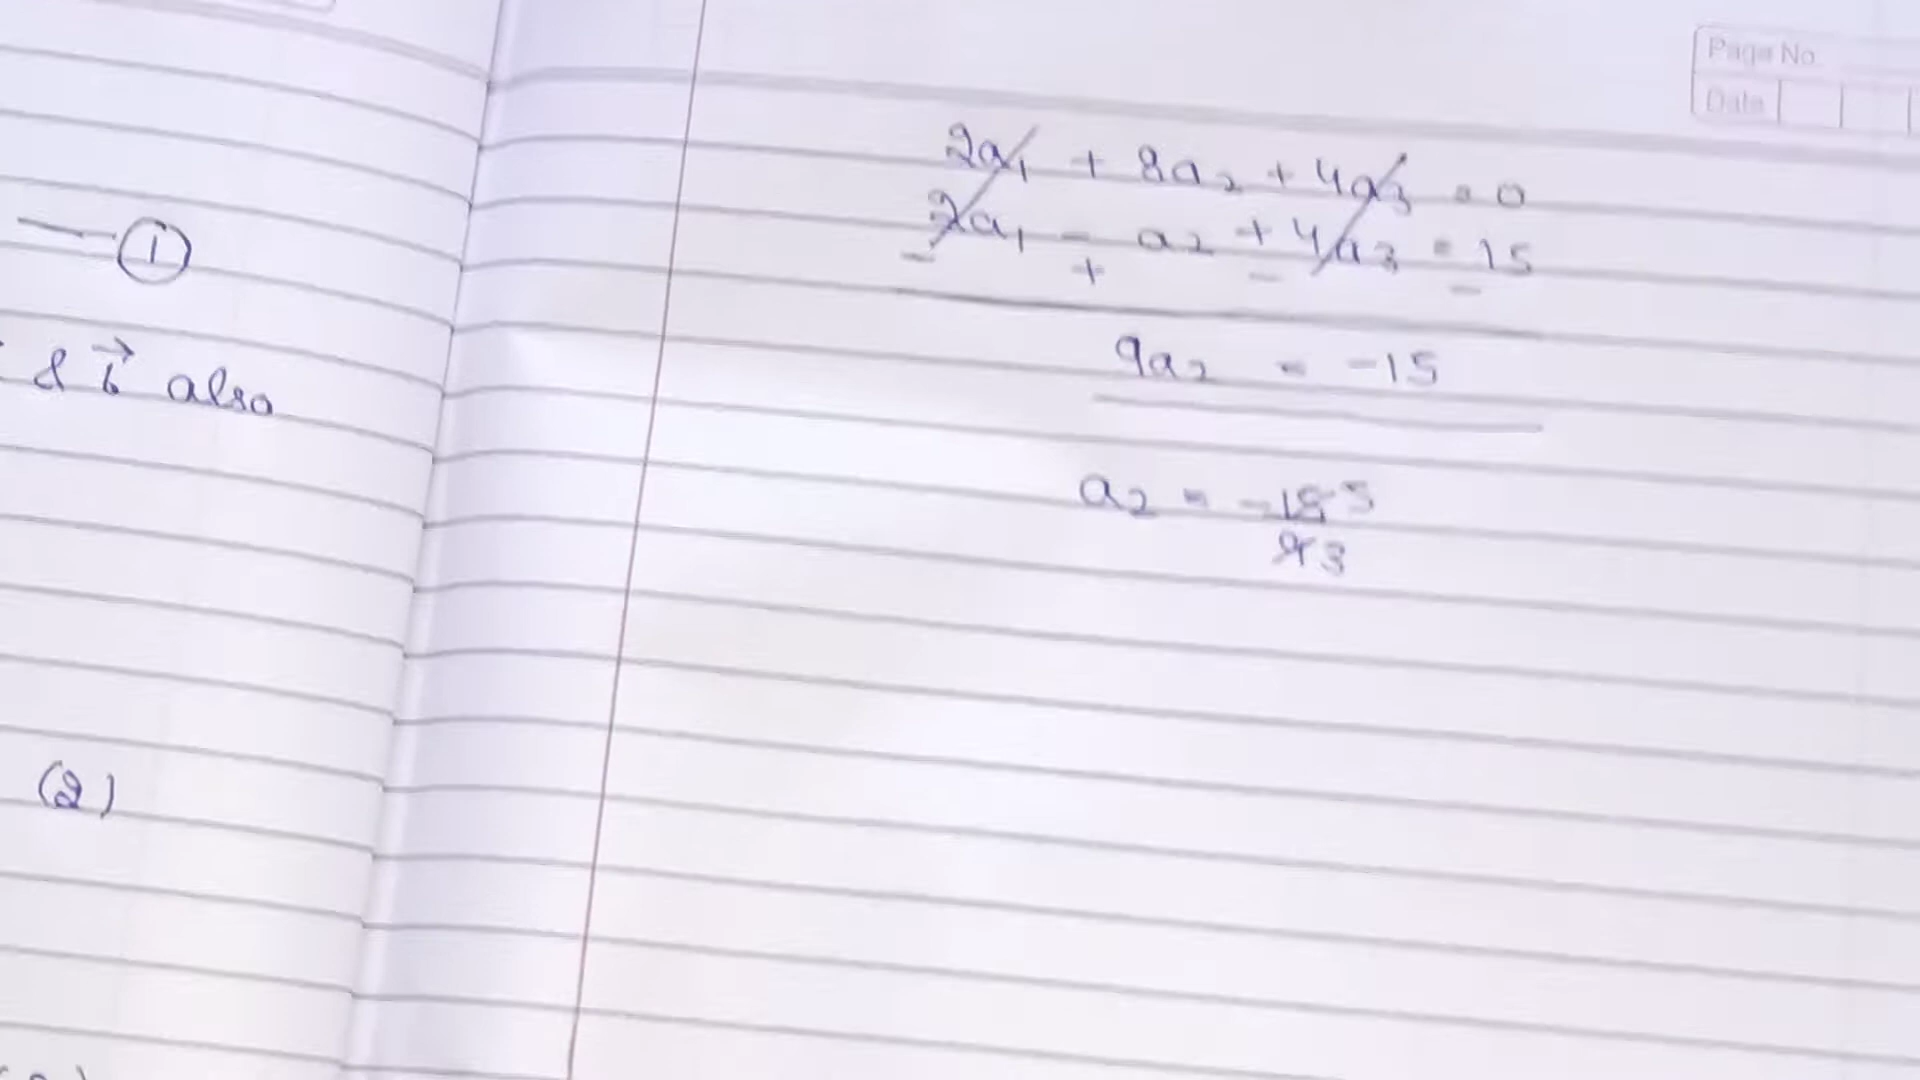 — ①
& b⃗ also
(2)
Page No.
Date
2a₁ + 8a₂ + 4a₃ = 0
2a₁ - a₂ + 4a₃ = 15
- + - -
9a₂ = -15
a₂ = -15 5
9 3